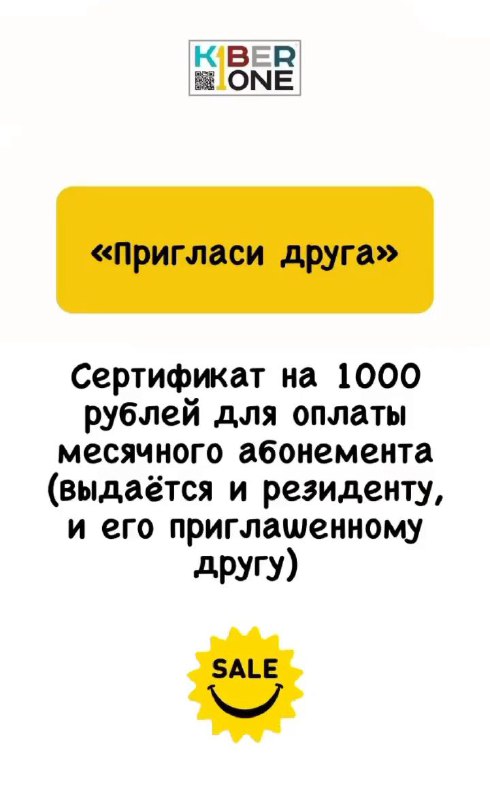 KIBER
ONE
«Пригласи друга»
Сертификат на 1000
рублей для оплаты
месячного абонемента
(выдаётся и резиденту,
и его приглашенному
другу)
SALE